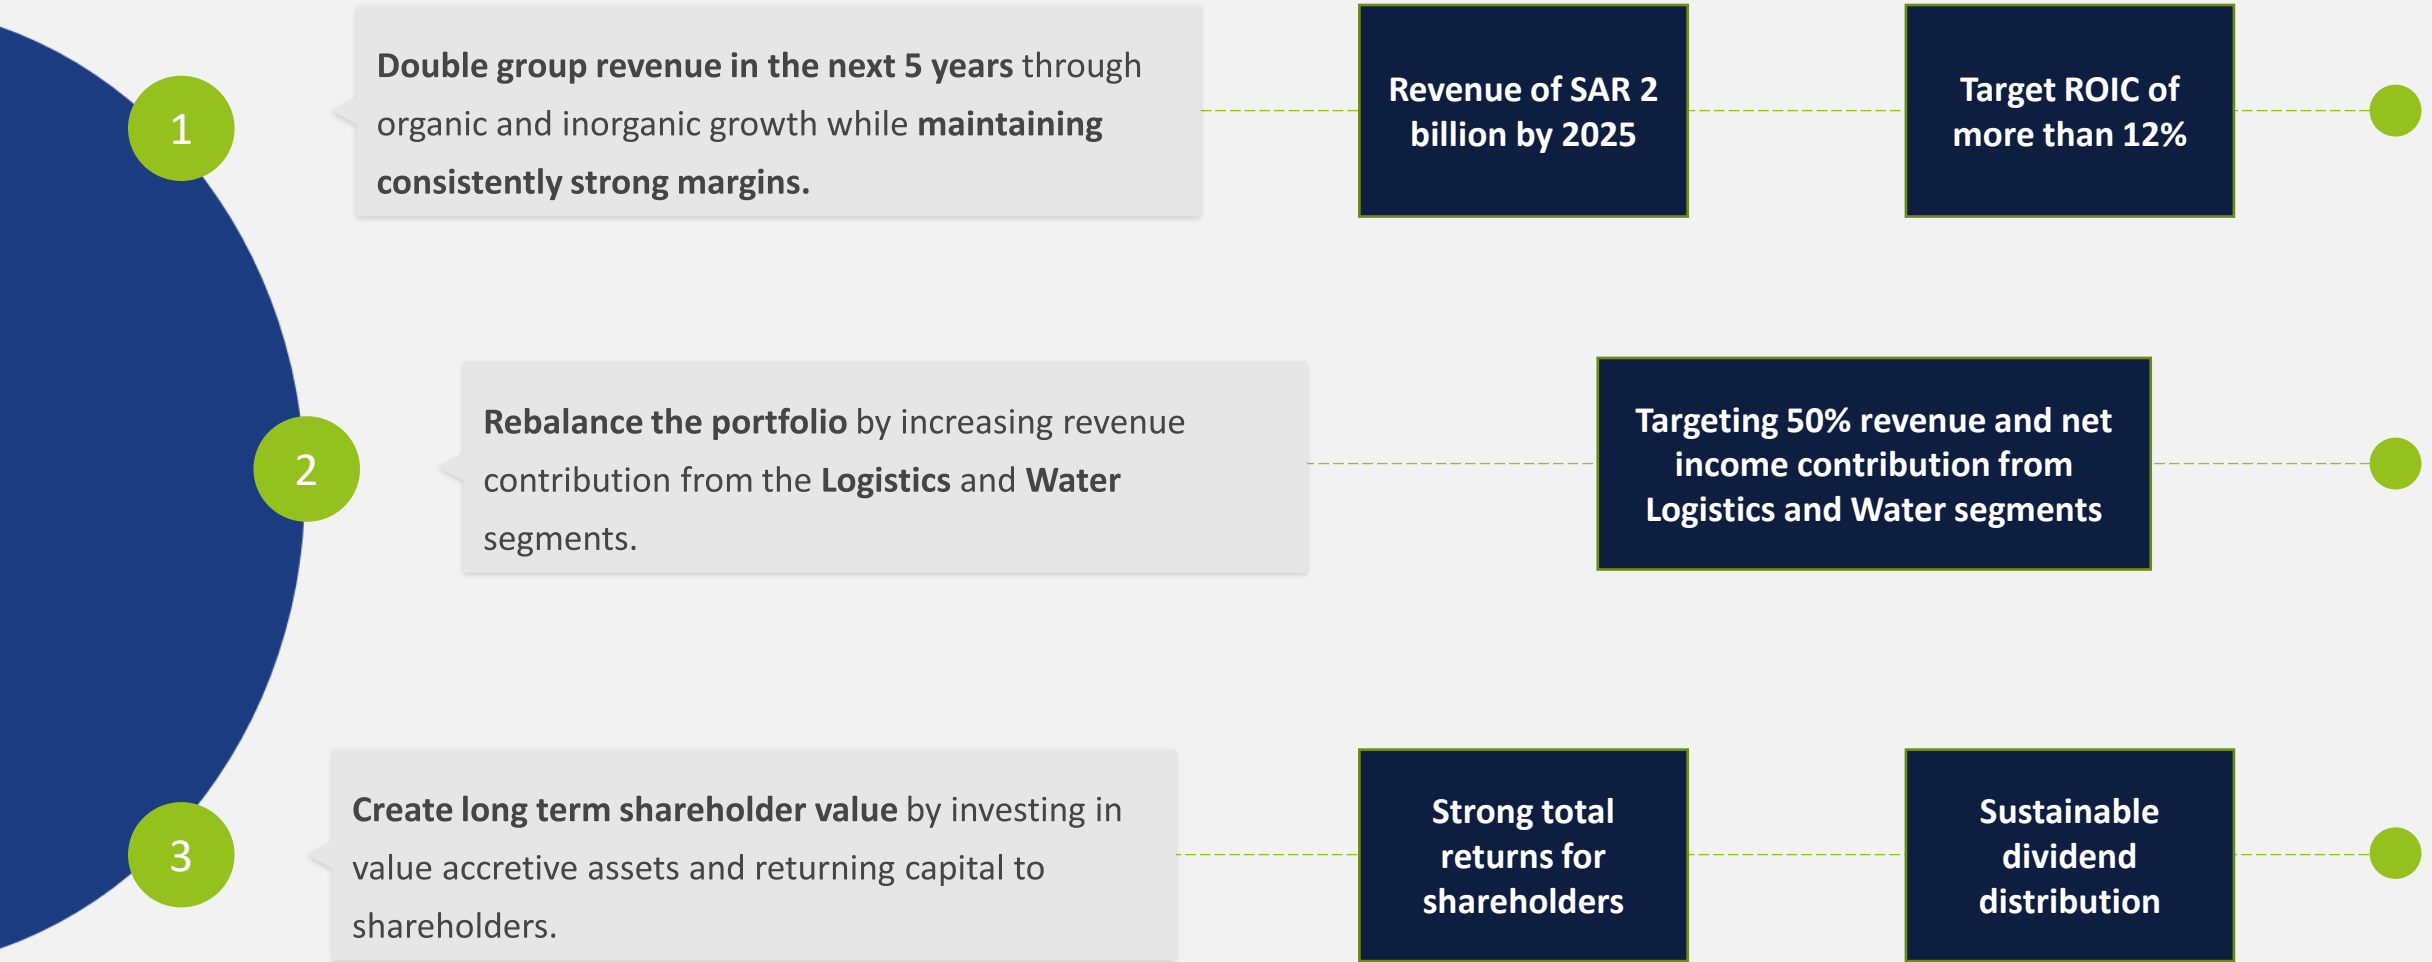 1
Double group revenue in the next 5 years through
organic and inorganic growth while maintaining
consistently strong margins.
Revenue of SAR 2
billion by 2025
Target ROIC of
more than 12%
2
Rebalance the portfolio by increasing revenue
contribution from the Logistics and Water
segments.
Targeting 50% revenue and net
income contribution from
Logistics and Water segments
3
Create long term shareholder value by investing in
value accretive assets and returning capital to
shareholders.
Strong total
returns for
shareholders
Sustainable
dividend
distribution